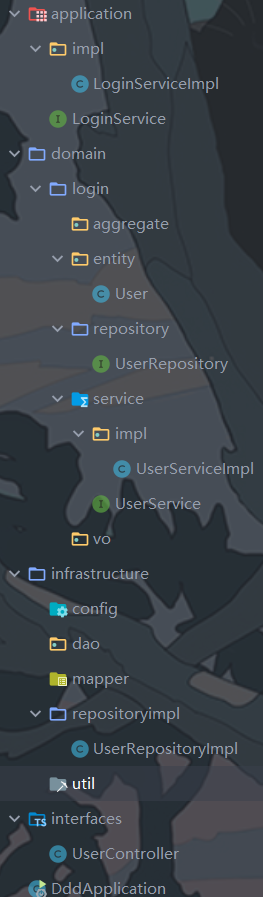 application
impl
LoginServiceImpl
LoginService
domain
login
aggregate
entity
User
repository
UserRepository
service
impl
UserServiceImpl
UserService
vo
infrastructure
config
dao
mapper
repositoryimpl
UserRepositoryImpl
util
interfaces
UserController
DddApplication